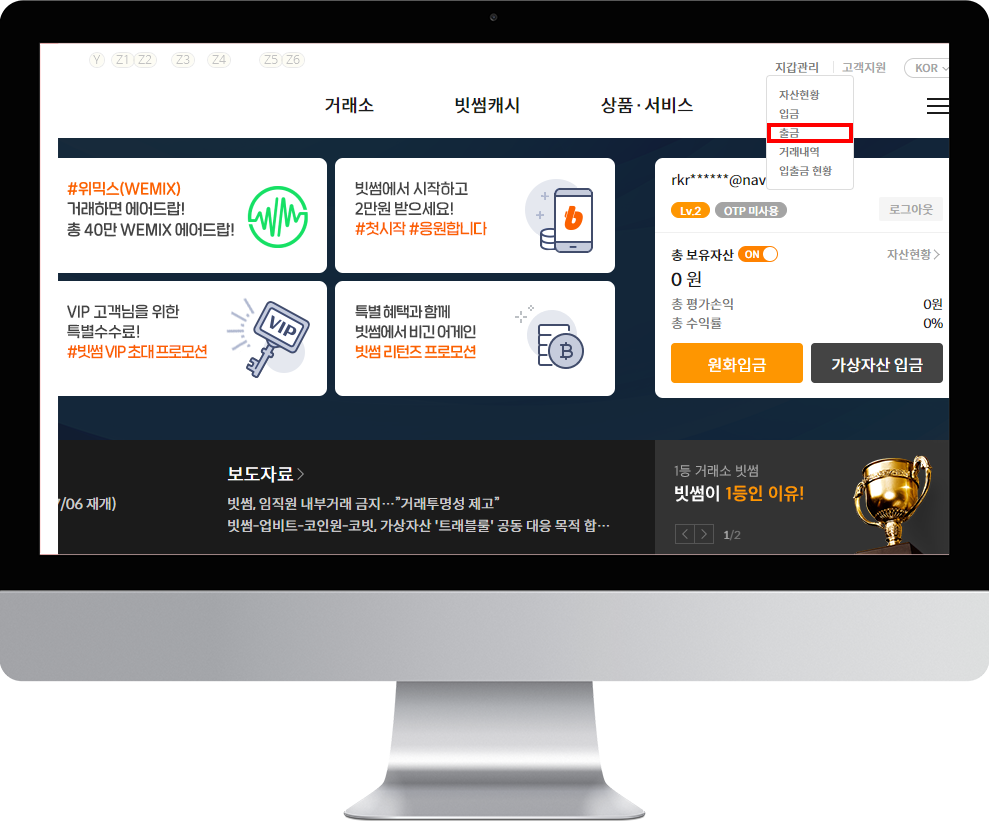 Y Z1 Z2 Z3 Z4 Z5 Z6
지갑관리 고객지원 KOR
거래소 빗썸캐시 상품·서비스
자산현황
입금
출금
거래내역
입출금 현황
#위믹스(WEMIX)
거래하면 에어드랍!
총 40만 WEMIX 에어드랍!
빗썸에서 시작하고
2만원 받으세요!
#첫시작 #응원합니다
VIP 고객님을 위한
특별수수료!
#빗썸 VIP 초대 프로모션
VIP
특별 혜택과 함께
빗썸에서 비긴 어게인
빗썸 리턴즈 프로모션
rkr******@nav
Lv.2 OTP 미사용 로그아웃
총 보유자산 ON 자산현황
0 원
총 평가손익 0원
총 수익률 0%
원화입금 가상자산 입금
7/06 재개)
보도자료
빗썸, 임직원 내부거래 금지…”거래투명성 제고”
빗썸-업비트-코인원-코빗, 가상자산 '트래블룰' 공동 대응 목적 합…
1등 거래소 빗썸
빗썸이 1등인 이유!
1/2